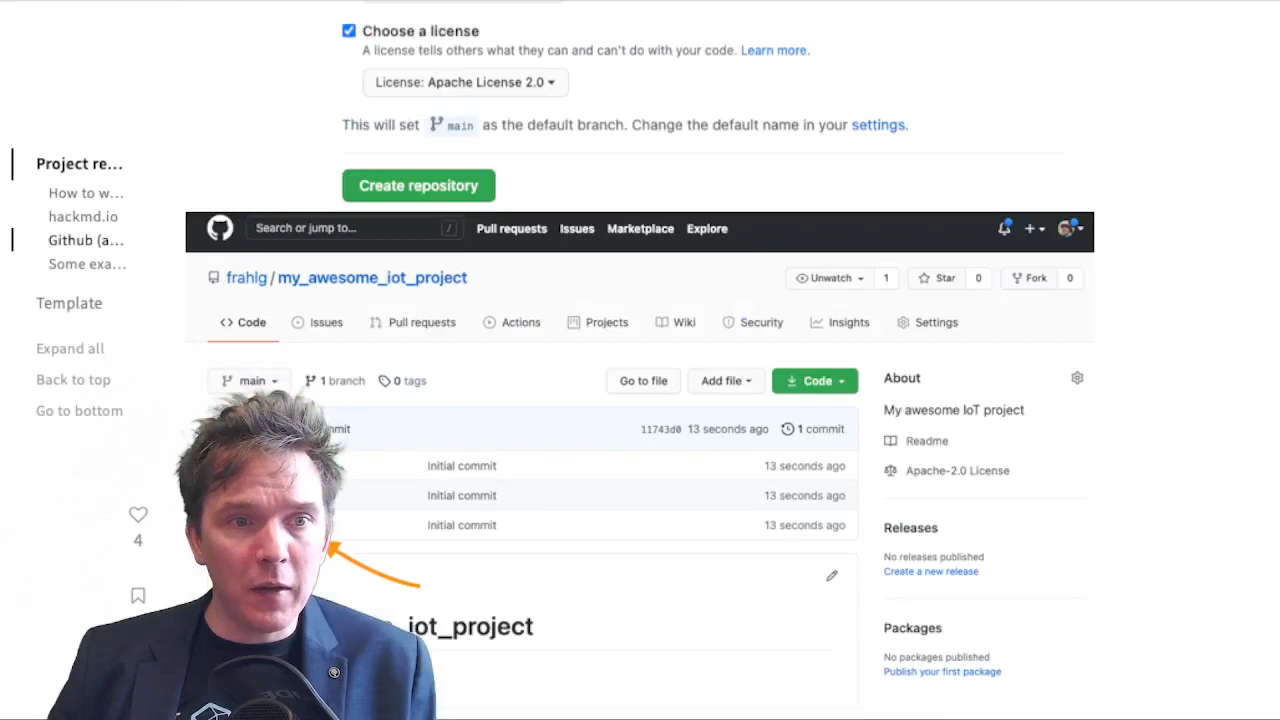 Choose a license
A license tells others what they can and can't do with your code. Learn more.
License: Apache License 2.0
This will set main as the default branch. Change the default name in your settings.
Create repository
Project re...
How to w...
hackmd.io
Github (a...
Some exa...
Template
Expand all
Back to top
Go to bottom
4
Search or jump to... /
Pull requests Issues Marketplace Explore
frahlg / my_awesome_iot_project
Unwatch 1 Star 0 Fork 0
Code Issues Pull requests Actions Projects Wiki Security Insights Settings
main 1 branch 0 tags Go to file Add file Code
11743d0 13 seconds ago 1 commit
Initial commit 13 seconds ago
Initial commit 13 seconds ago
Initial commit 13 seconds ago
iot_project
About
My awesome IoT project
Readme
Apache-2.0 License
Releases
No releases published
Create a new release
Packages
No packages published
Publish your first package